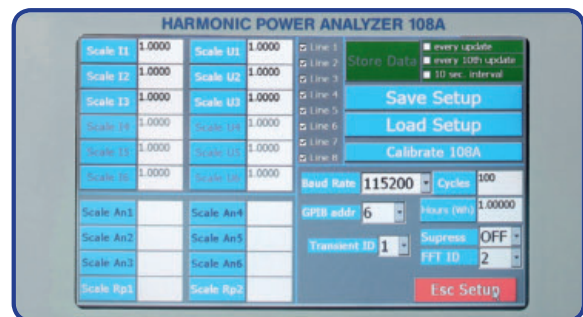 HARMONIC POWER ANALYZER 108A
Scale I1 1.0000 Scale U1 1.0000
Scale I2 1.0000 Scale U2 1.0000
Scale I3 1.0000 Scale U3 1.0000
Scale I4 1.0000 Scale U4 1.0000
Scale I5 1.0000 Scale U5 1.0000
Scale I6 1.0000 Scale U6 1.0000
Scale An1 Scale An4
Scale An2 Scale An5
Scale An3 Scale An6
Scale Rp1 Scale Rp2
Line 1
Line 2
Line 3
Line 4
Line 5
Line 6
Line 7
Line 8
Store Data
every update
every 10th update
10 sec. interval
Save Setup
Load Setup
Calibrate 108A
Baud Rate 115200 Cycles 100
GPIB addr 6 Hours (Wh) 1.00000
Transient ID 1
Supress OFF
FFT ID 2
Esc Setup